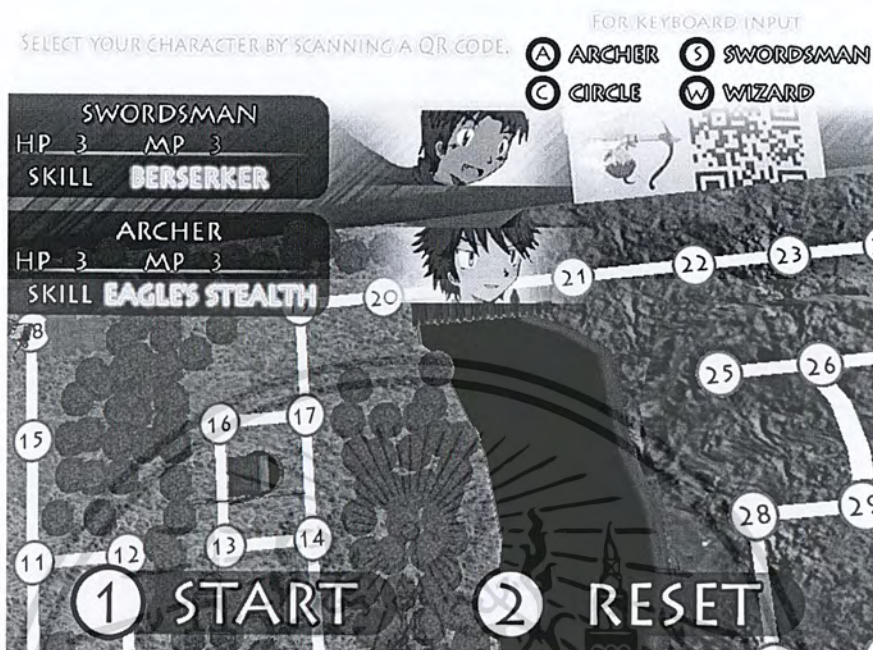 FOR KEYBOARD INPUT
SELECT YOUR CHARACTER BY SCANNING A QR CODE.
A ARCHER S SWORDSMAN
C CIRCLE W WIZARD
SWORDSMAN
HP 3 MP 3
SKILL BERSERKER
ARCHER
HP 3 MP 3
SKILL EAGLE'S STEALTH
20 21 22 23
25 26
16 17
15
28 29
13 14
11 12
1 START 2 RESET